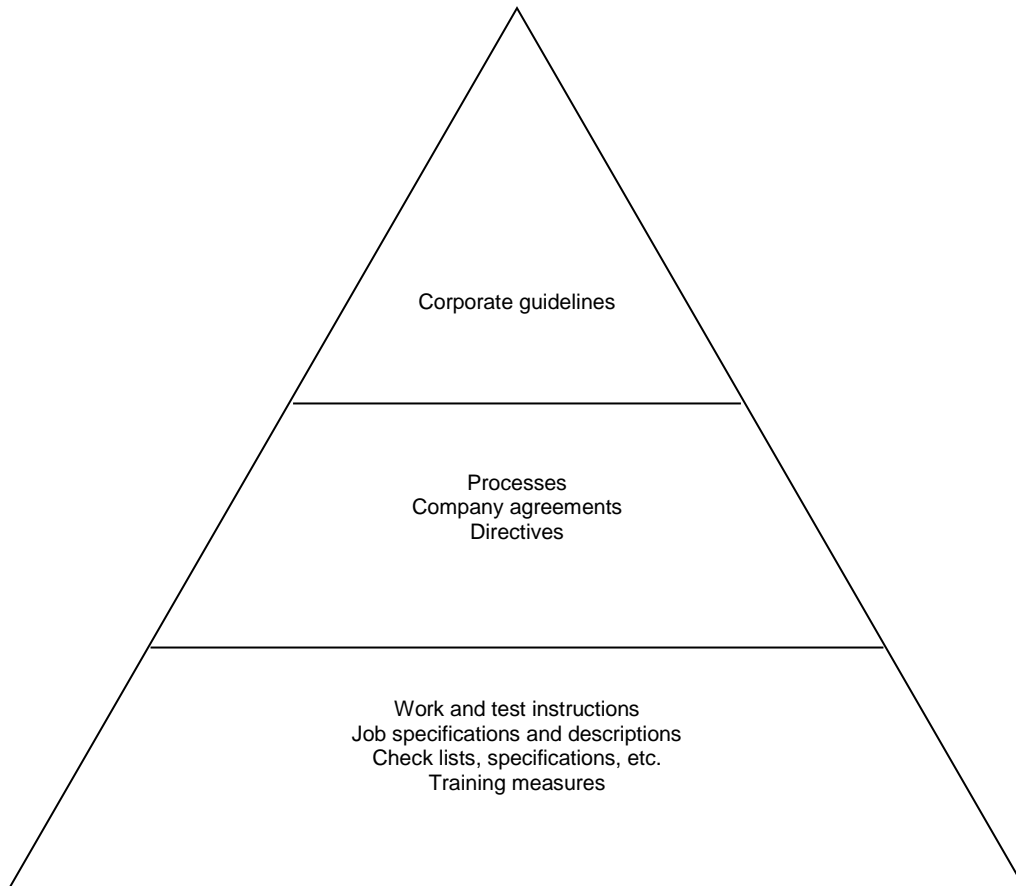 Corporate guidelines
Processes
Company agreements
Directives
Work and test instructions
Job specifications and descriptions
Check lists, specifications, etc.
Training measures